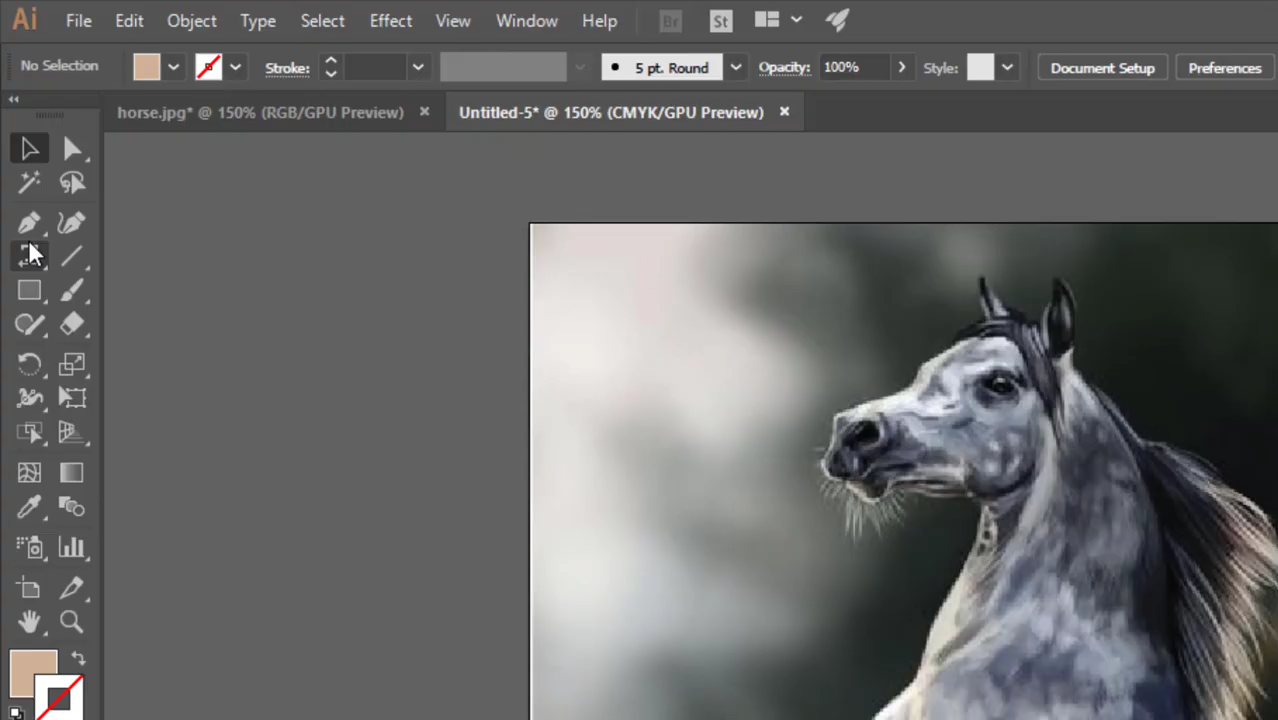 Ai File Edit Object Type Select Effect View Window Help Br St
No Selection Stroke: 5 pt. Round Opacity: 100% Style: Document Setup Preferences
horse.jpg* @ 150% (RGB/GPU Preview) × Untitled-5* @ 150% (CMYK/GPU Preview) ×